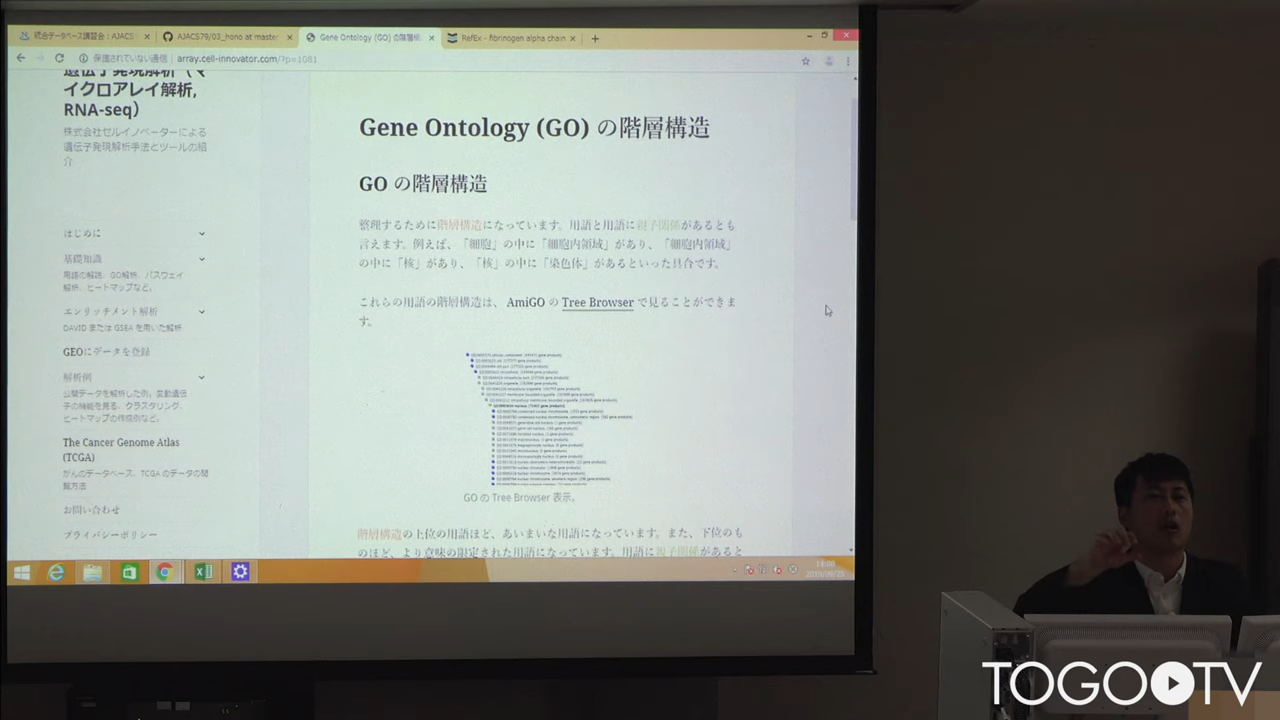 統合データベース講習会：AJACS
AJACS79/03_hono at master
Gene Ontology (GO) の階層構
RefEx - fibrinogen alpha chain
保護されていない通信 | array.cell-innovator.com/?p=1081
遺伝子発現解析（マ
イクロアレイ解析,
RNA-seq）
株式会社セルイノベーターによる
遺伝子発現解析手法とツールの紹
介
はじめに
基礎知識
用語の解説、GO解析、パスウェイ
解析、ヒートマップなど。
エンリッチメント解析
DAVID または GSEA を用いた解析
GEOにデータを登録
解析例
公開データを解析した例。変動遺伝
子の機能を見る、クラスタリング、
ヒートマップの作成例など。
The Cancer Genome Atlas
(TCGA)
がんのデータベース、TCGA のデータの閲
覧方法
お問い合わせ
プライバシーポリシー
Gene Ontology (GO) の階層構造
GO の階層構造
整理するために階層構造になっています。用語と用語に親子関係があるとも
言えます。例えば、「細胞」の中に「細胞内領域」があり、「細胞内領域」
の中に「核」があり、「核」の中に「染色体」があるといった具合です。
これらの用語の階層構造は、 AmiGO の Tree Browser で見ることができま
す。
GO の Tree Browser 表示。
階層構造の上位の用語ほど、あいまいな用語になっています。また、下位のも
のほど、より意味の限定された用語になっています。用語に親子関係があると
14:00
2019/09/25
TOGO TV